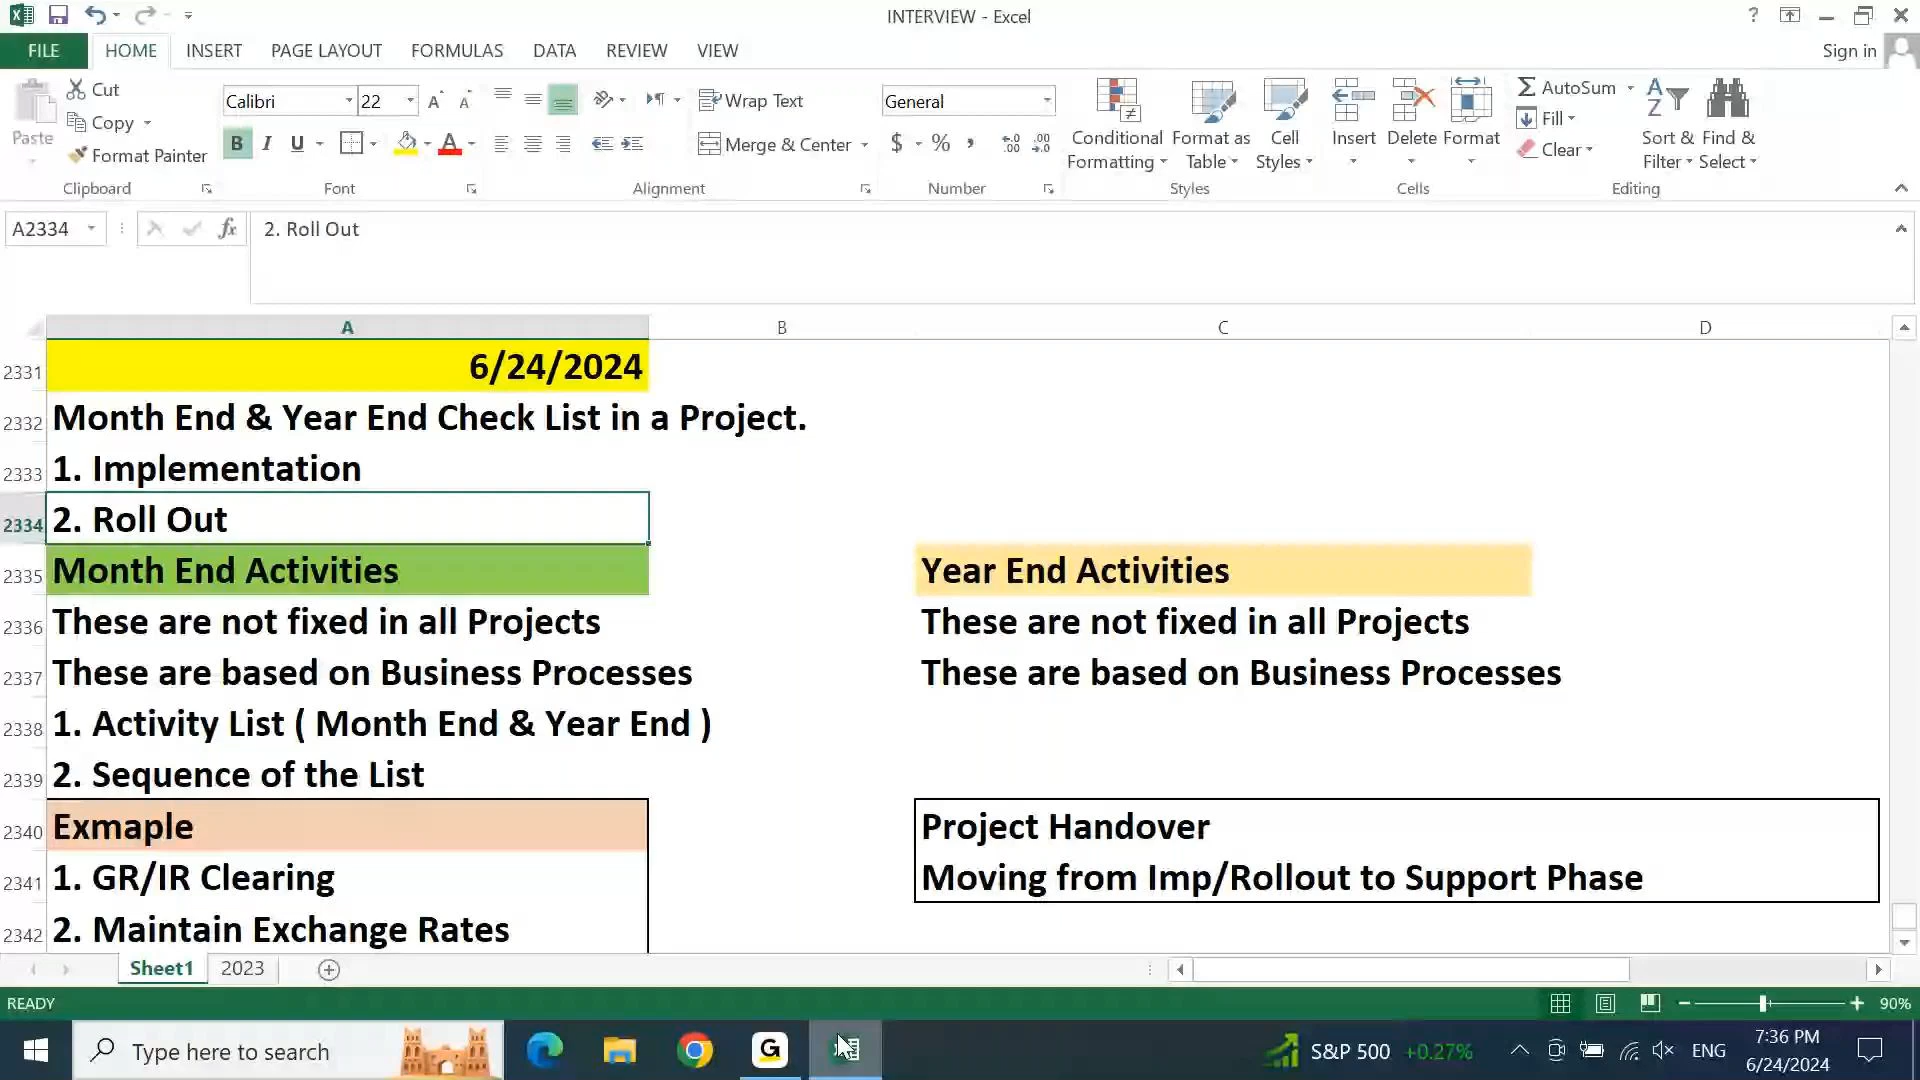 INTERVIEW - Excel
?
FILE HOME INSERT PAGE LAYOUT FORMULAS DATA REVIEW VIEW Sign in
Paste
Cut
Copy
Format Painter
Clipboard
Calibri 22
B I U
Font
Wrap Text
Merge & Center
Alignment
General
$ % ,
Number
Conditional Formatting
Format as Table
Cell Styles
Styles
Insert Delete Format
Cells
AutoSum
Fill
Clear
Sort & Filter
Find & Select
Editing
A2334 fx 2. Roll Out
A B C D
2331 6/24/2024
2332 Month End & Year End Check List in a Project.
2333 1. Implementation
2334 2. Roll Out
2335 Month End Activities Year End Activities
2336 These are not fixed in all Projects These are not fixed in all Projects
2337 These are based on Business Processes These are based on Business Processes
2338 1. Activity List ( Month End & Year End )
2339 2. Sequence of the List
2340 Exmaple Project Handover
2341 1. GR/IR Clearing Moving from Imp/Rollout to Support Phase
2342 2. Maintain Exchange Rates
Sheet1 2023
READY 90%
Type here to search
S&P 500 +0.27%
ENG
7:36 PM
6/24/2024